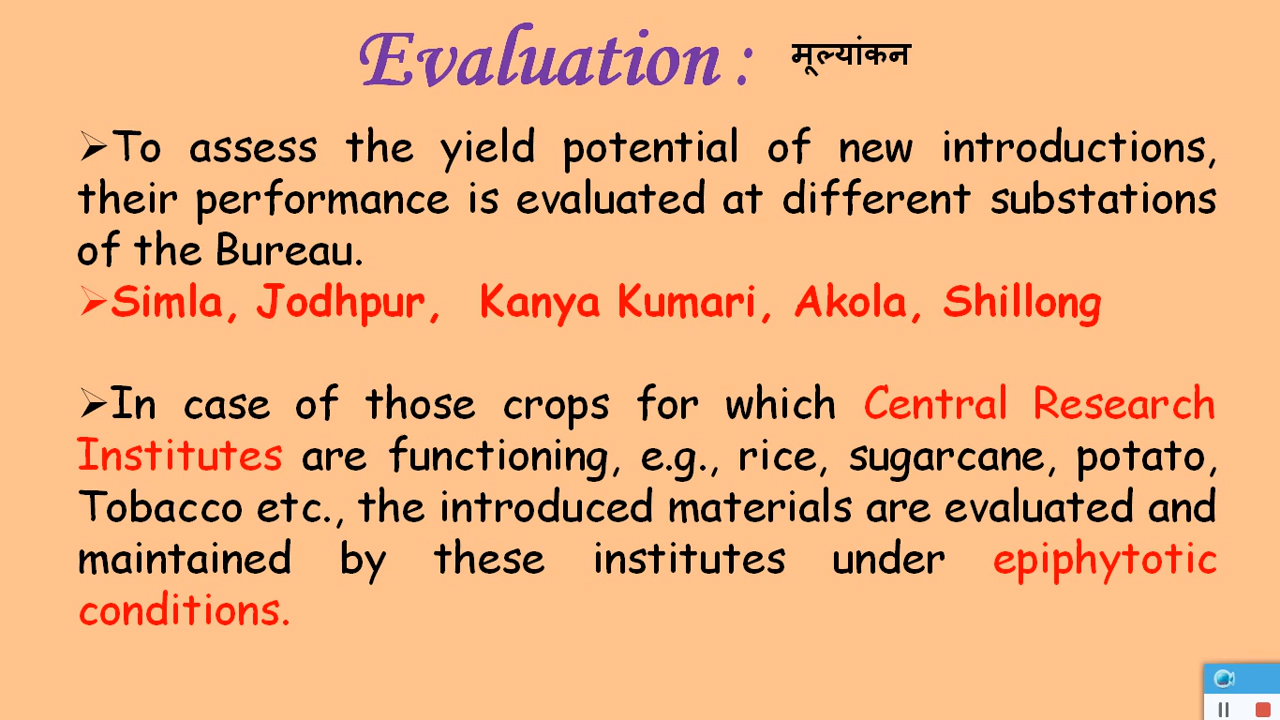 Evaluation : मूल्यांकन
➢To assess the yield potential of new introductions,
their performance is evaluated at different substations
of the Bureau.
➢Simla, Jodhpur, Kanya Kumari, Akola, Shillong
➢In case of those crops for which Central Research
Institutes are functioning, e.g., rice, sugarcane, potato,
Tobacco etc., the introduced materials are evaluated and
maintained by these institutes under epiphytotic
conditions.